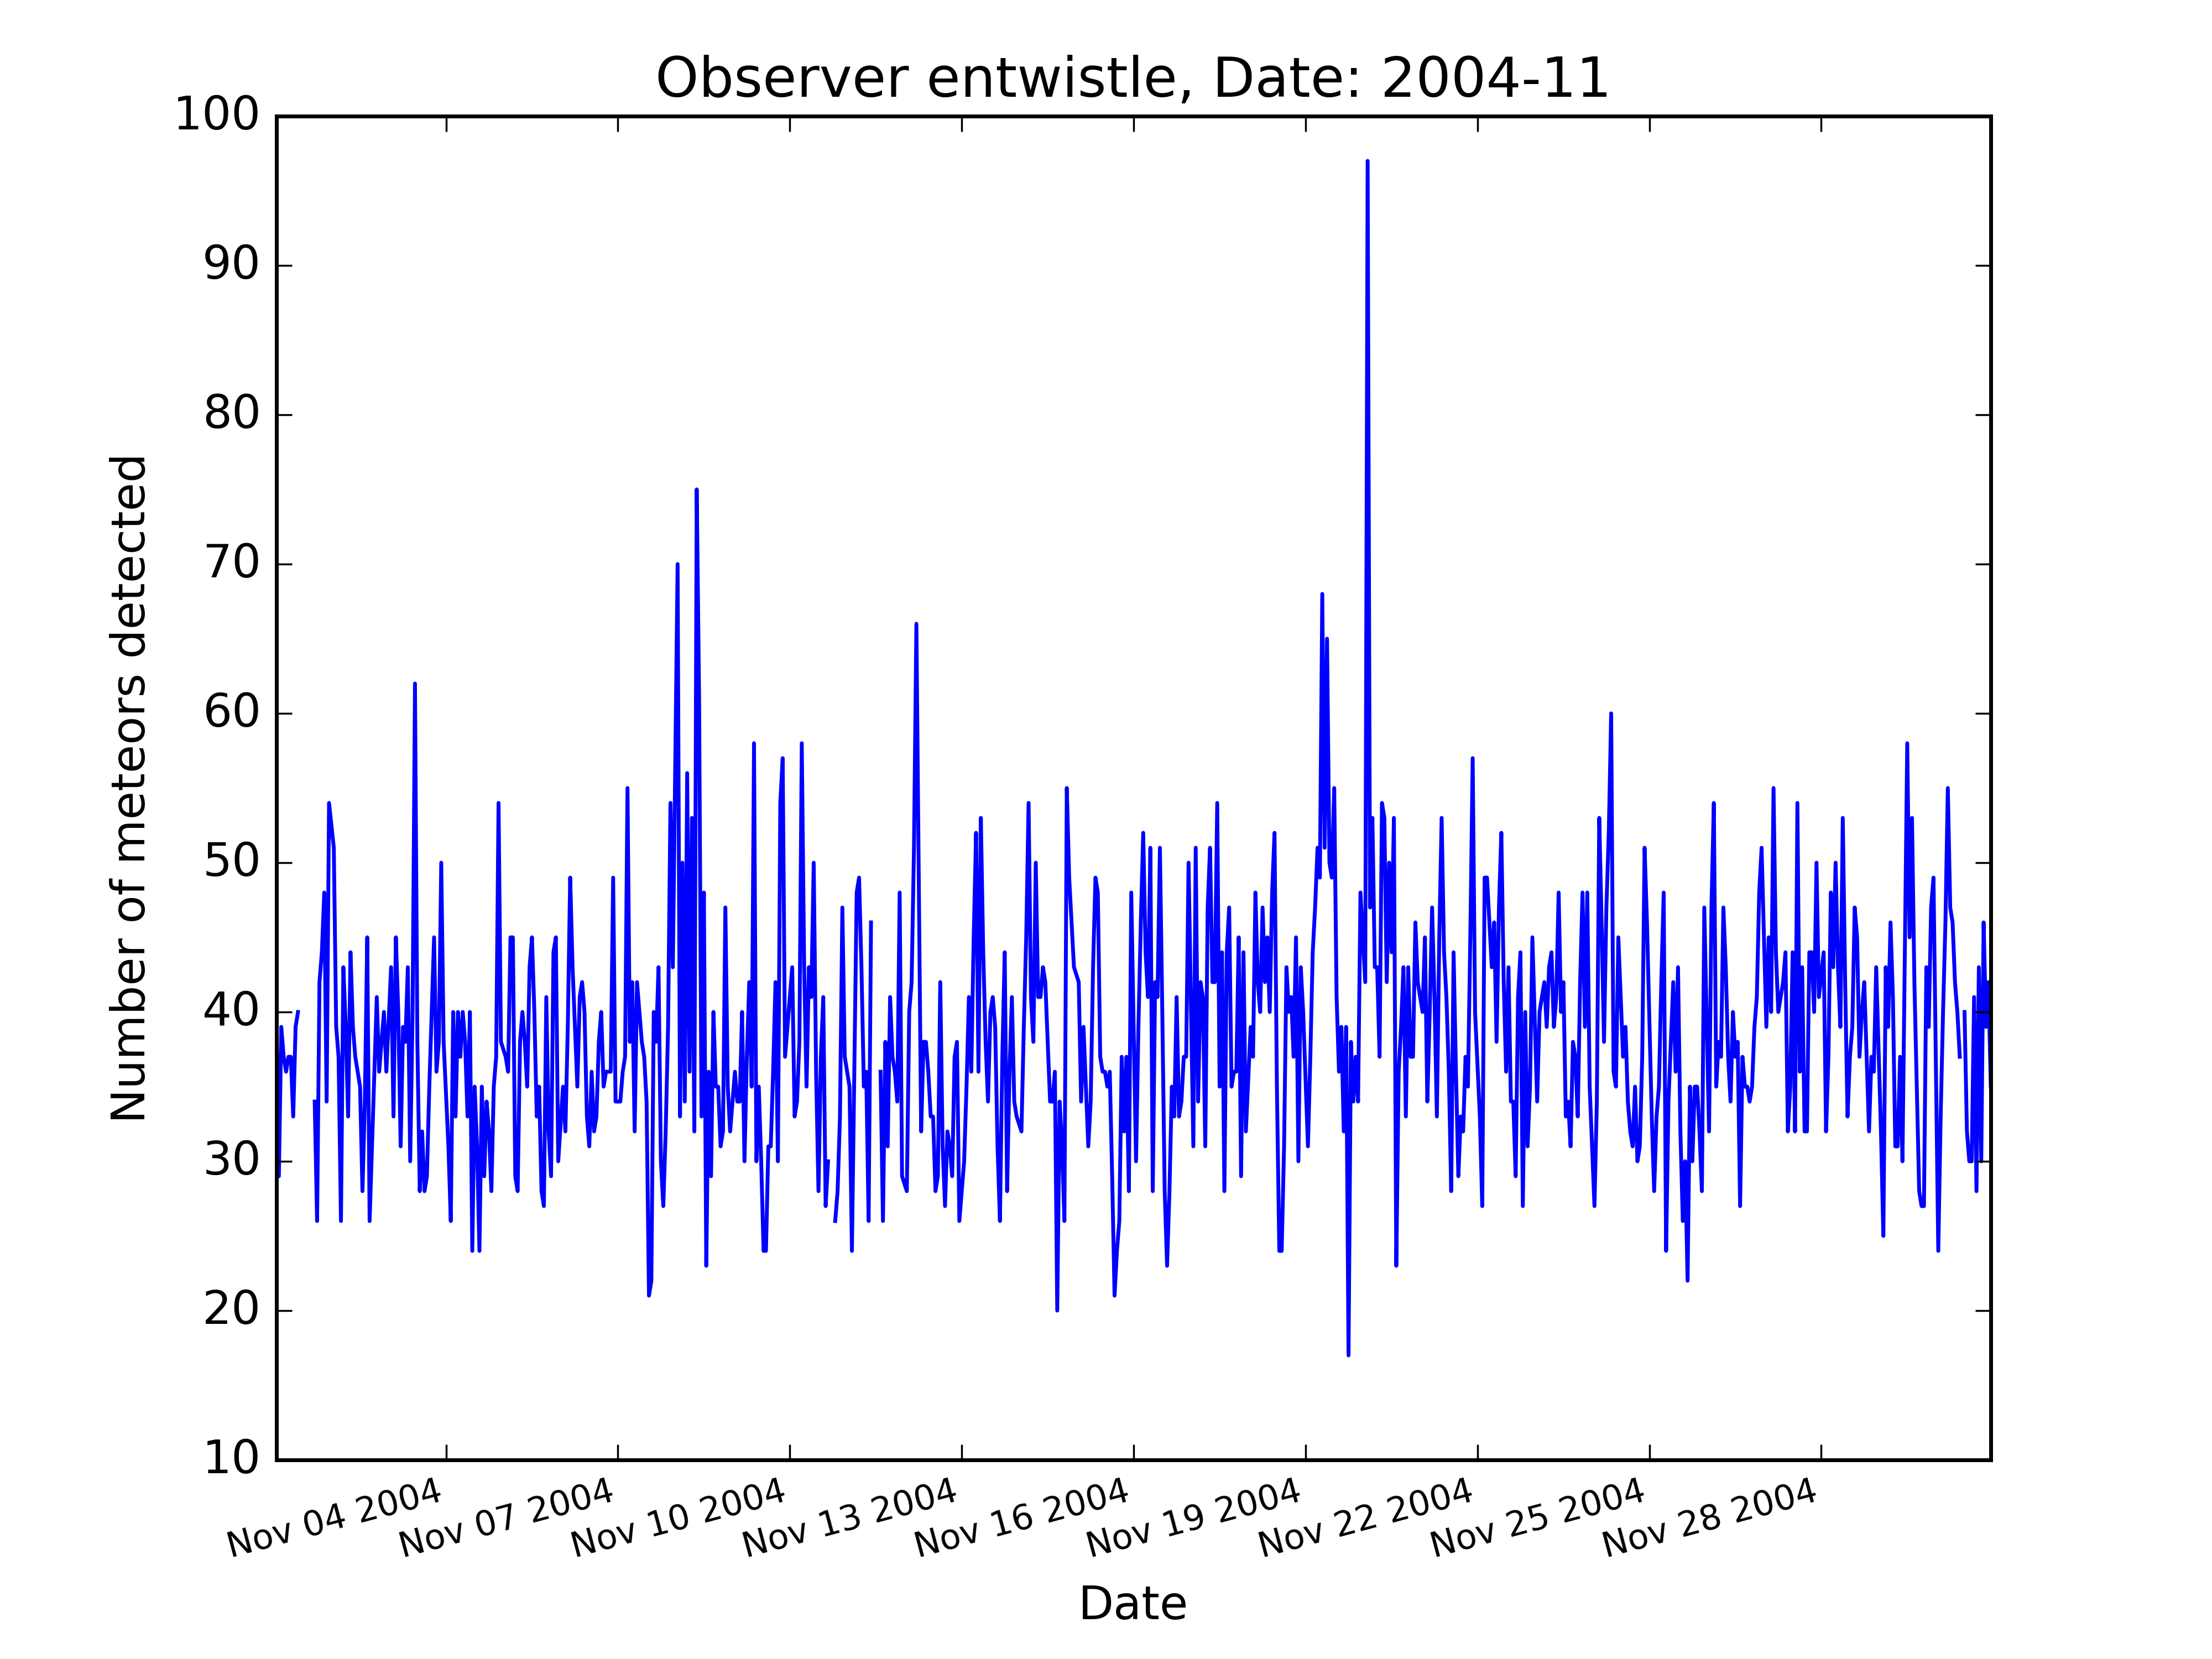 Observer entwistle, Date: 2004-11
100
90
80
70
60
50
40
30
20
10
Number of meteors detected
Nov 04 2004
Nov 07 2004
Nov 10 2004
Nov 13 2004
Nov 16 2004
Nov 19 2004
Nov 22 2004
Nov 25 2004
Nov 28 2004
Date